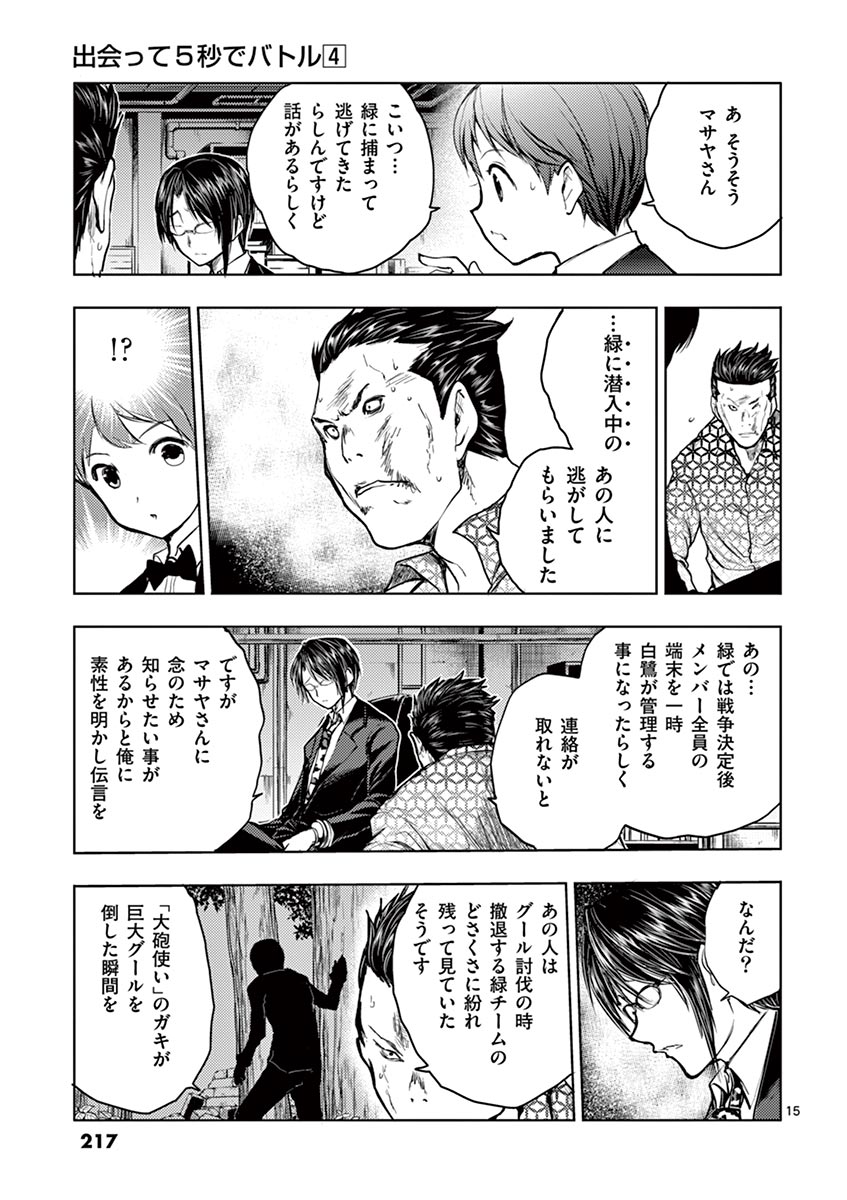 出会って5秒でバトル4
あ そうそう
マサヤさん
こいつ…
緑に捕まって
逃げてきた
らしんですけど
話があるらしく
…緑に潜入中の
あの人に
逃がして
もらいました
!?
あの…
緑では戦争決定後
メンバー全員の
端末を一時
白鷺が管理する
事になったらしく
連絡が
取れないと
ですが
マサヤさんに
念のため
知らせたい事が
あるからと俺に
素性を明かし伝言を
なんだ?
あの人は
グール討伐の時
撤退する緑チームの
どさくさに紛れ
残って見ていた
そうです
「大砲使い」のガキが
巨大グールを
倒した瞬間を
15
217